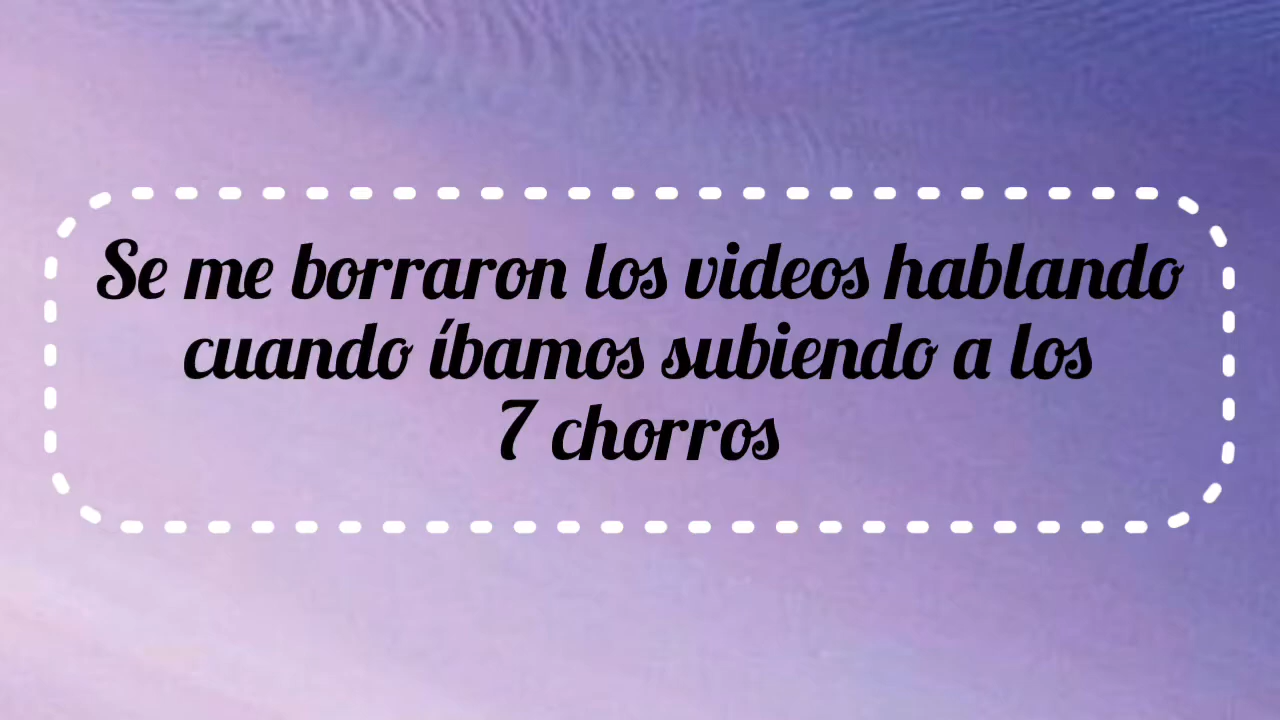 Se me borraron los videos hablando
cuando íbamos subiendo a los
7 chorros